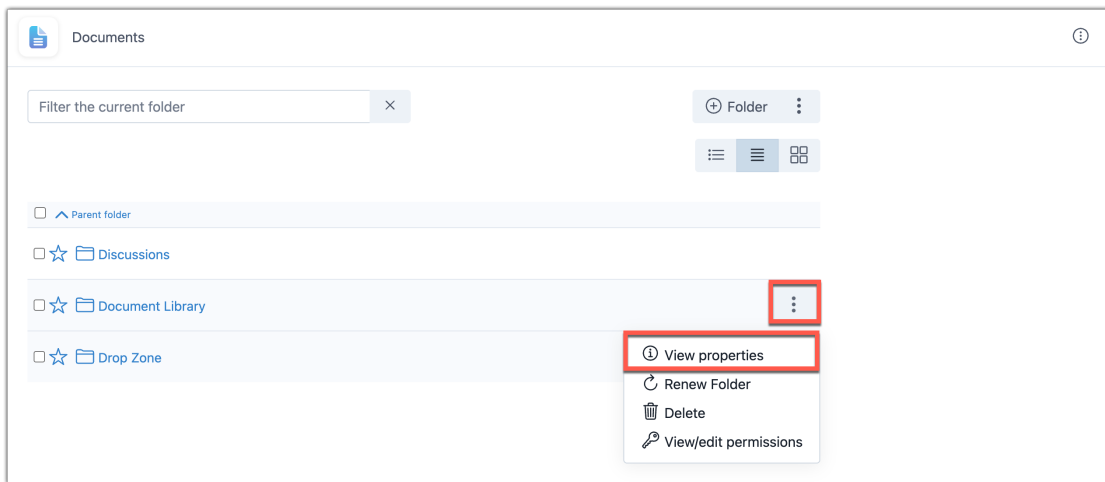 Documents
Filter the current folder
Folder
Parent folder
Discussions
Document Library
Drop Zone
View properties
Renew Folder
Delete
View/edit permissions